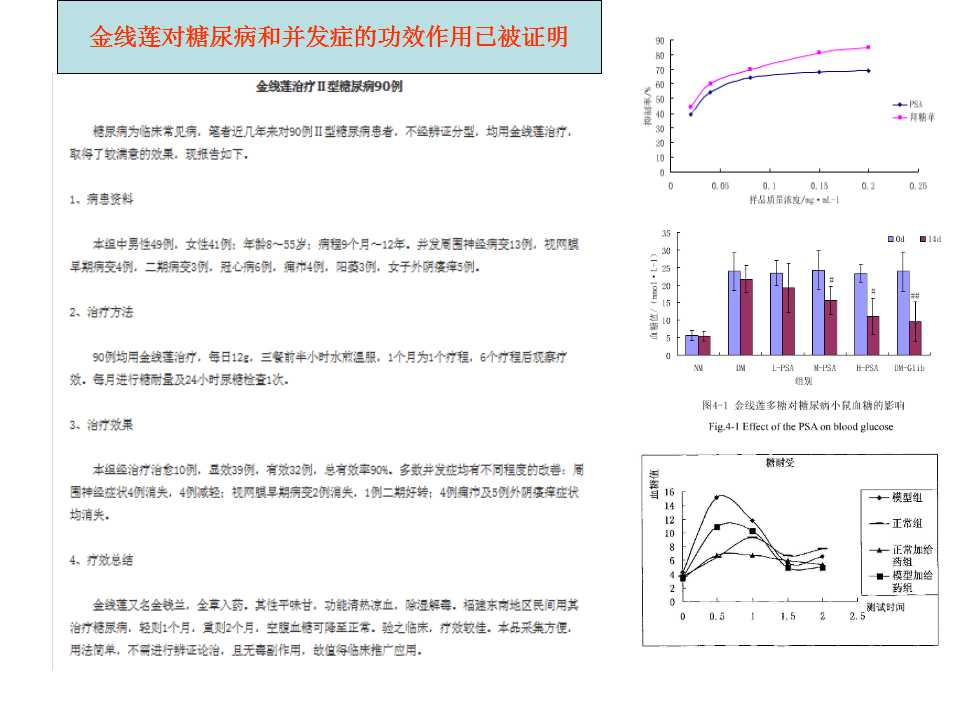 金线莲对糖尿病和并发症的功效作用已被证明
金线莲治疗Ⅱ型糖尿病90例
糖尿病为临床常见病，笔者近几年来对90例Ⅱ型糖尿病患者，不经辨证分型，均用金线莲治疗，
取得了较满意的效果，现报告如下。
1、病患资料
本组中男性49例，女性41例；年龄8～55岁；病程9个月～12年。并发周围神经病变13例，视网膜
早期病变4例，二期病变3例，冠心病6例，痈疖4例，阳萎3例，女子外阴瘙痒5例。
2、治疗方法
90例均用金线莲治疗，每日12g，三餐前半小时水煎温服，1个月为1个疗程，6个疗程后观察疗
效。每月进行糖耐量及24小时尿糖检查1次。
3、治疗效果
本组经治疗治愈10例，显效39例，有效32例，总有效率90%。多数并发症均有不同程度的改善：周
围神经症状4例消失，4例减轻；视网膜早期病变2例消失，1例二期好转；4例痈疖及5例外阴瘙痒症状
均消失。
4、疗效总结
金线莲又名金钱兰，全草入药。其性平味甘，功能清热凉血，除湿解毒。福建东南地区民间用其
治疗糖尿病，轻则1个月，重则2个月，空腹血糖可降至正常。验之临床，疗效较佳。本品采集方便，
用法简单，不需进行辨证论治，且无毒副作用，故值得临床推广应用。
抑制率/%
90
80
70
60
50
40
30
20
10
0
0 0.05 0.1 0.15 0.2 0.25
样品质量浓度/mg·mL-1
PSA
阿糖苹
血糖值/(mmol·L-1)
35
30
25
20
15
10
5
0
0d 14d
# # ##
NM DM L-PSA M-PSA H-PSA DM-Glib
组别
图4-1 金线莲多糖对糖尿病小鼠血糖的影响
Fig.4-1 Effect of the PSA on blood glucose
糖耐受
血糖值
16
14
12
10
8
6
4
2
0
0 0.5 1 1.5 2 2.5
测试时间
模型组
正常组
正常加给
药组
模型加给
药组